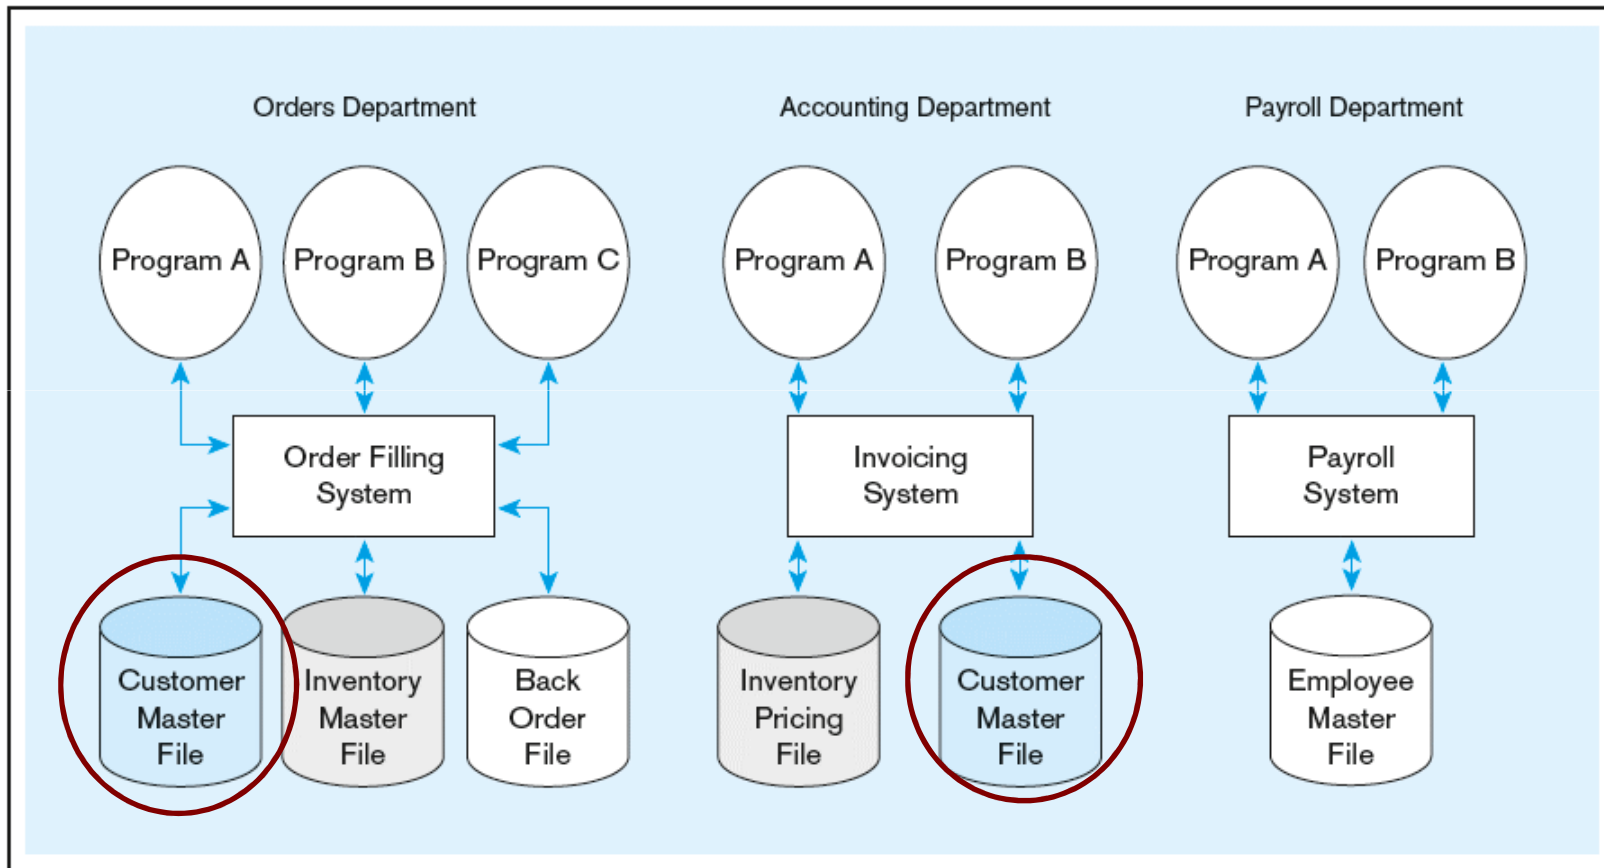 Orders Department
Accounting Department
Payroll Department
Program A
Program B
Program C
Program A
Program B
Program A
Program B
Order Filling
System
Invoicing
System
Payroll
System
Customer
Master
File
Inventory
Master
File
Back
Order
File
Inventory
Pricing
File
Customer
Master
File
Employee
Master
File